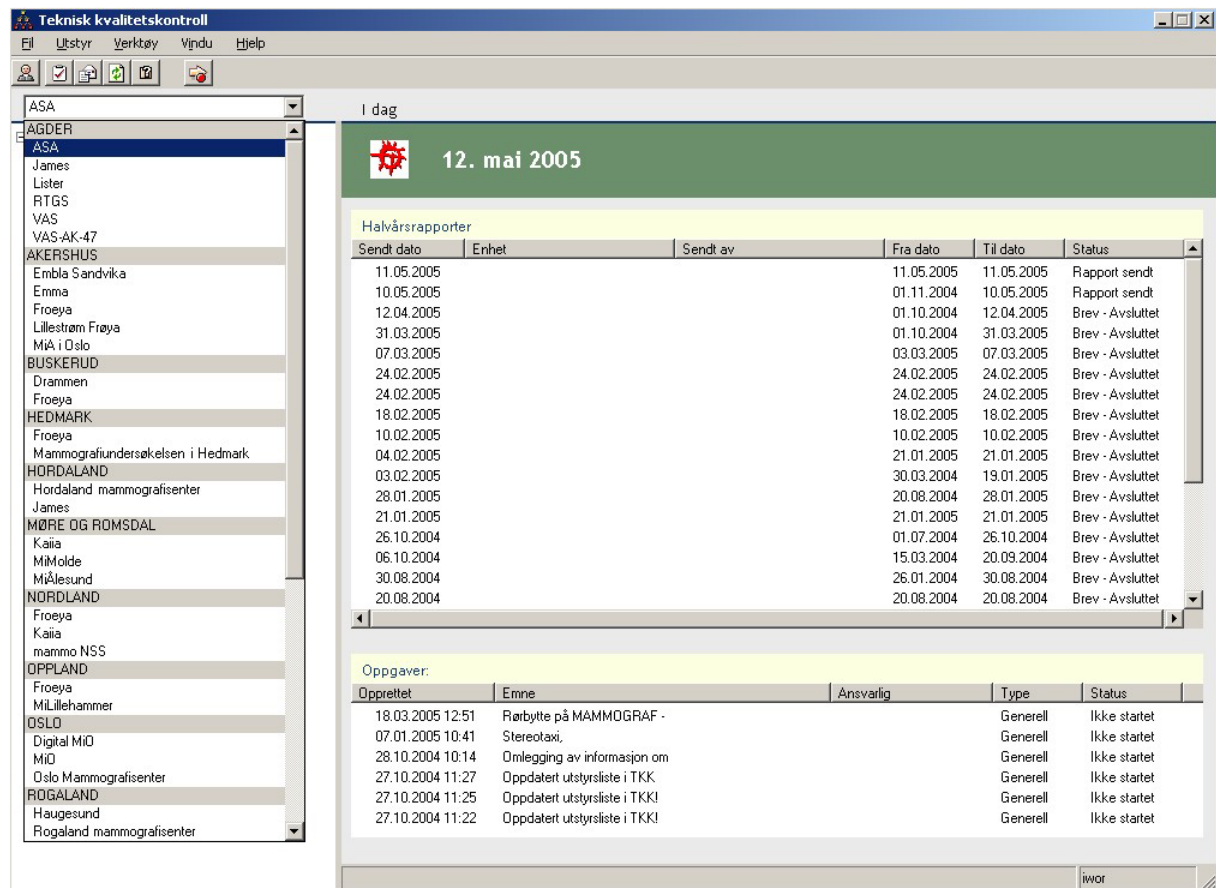 Teknisk kvalitetskontroll
Fil Utstyr Verktøy Vindu Hjelp
ASA
AGDER
ASA
James
Lister
RTGS
VAS
VAS-AK-47
AKERSHUS
Embla Sandvika
Emma
Froeya
Lillestrøm Frøya
MiA i Oslo
BUSKERUD
Drammen
Froeya
HEDMARK
Froeya
Mammografiundersøkelsen i Hedmark
HORDALAND
Hordaland mammografisenter
James
MØRE OG ROMSDAL
Kaiia
MiMolde
MiÅlesund
NORDLAND
Froeya
Kaiia
mammo NSS
OPPLAND
Froeya
MiLillehammer
OSLO
Digital MiO
MiO
Oslo Mammografisenter
ROGALAND
Haugesund
Rogaland mammografisenter
I dag
12. mai 2005
Halvårsrapporter
Sendt dato Enhet Sendt av Fra dato Til dato Status
11.05.2005 11.05.2005 11.05.2005 Rapport sendt
10.05.2005 01.11.2004 10.05.2005 Rapport sendt
12.04.2005 01.10.2004 12.04.2005 Brev - Avsluttet
31.03.2005 01.10.2004 31.03.2005 Brev - Avsluttet
07.03.2005 03.03.2005 07.03.2005 Brev - Avsluttet
24.02.2005 24.02.2005 24.02.2005 Brev - Avsluttet
24.02.2005 24.02.2005 24.02.2005 Brev - Avsluttet
18.02.2005 18.02.2005 18.02.2005 Brev - Avsluttet
10.02.2005 10.02.2005 10.02.2005 Brev - Avsluttet
04.02.2005 21.01.2005 21.01.2005 Brev - Avsluttet
03.02.2005 30.03.2004 19.01.2005 Brev - Avsluttet
28.01.2005 20.08.2004 28.01.2005 Brev - Avsluttet
21.01.2005 21.01.2005 21.01.2005 Brev - Avsluttet
26.10.2004 01.07.2004 26.10.2004 Brev - Avsluttet
06.10.2004 15.03.2004 20.09.2004 Brev - Avsluttet
30.08.2004 26.01.2004 30.08.2004 Brev - Avsluttet
20.08.2004 20.08.2004 20.08.2004 Brev - Avsluttet
Oppgaver:
Opprettet Emne Ansvarlig Type Status
18.03.2005 12:51 Rørbytte på MAMMOGRAF - Generell Ikke startet
07.01.2005 10:41 Stereotaxi, Generell Ikke startet
28.10.2004 10:14 Omlegging av informasjon om Generell Ikke startet
27.10.2004 11:27 Oppdatert utstyrsliste i TKK Generell Ikke startet
27.10.2004 11:25 Oppdatert utstyrsliste i TKK! Generell Ikke startet
27.10.2004 11:22 Oppdatert utstyrsliste i TKK! Generell Ikke startet
iwor